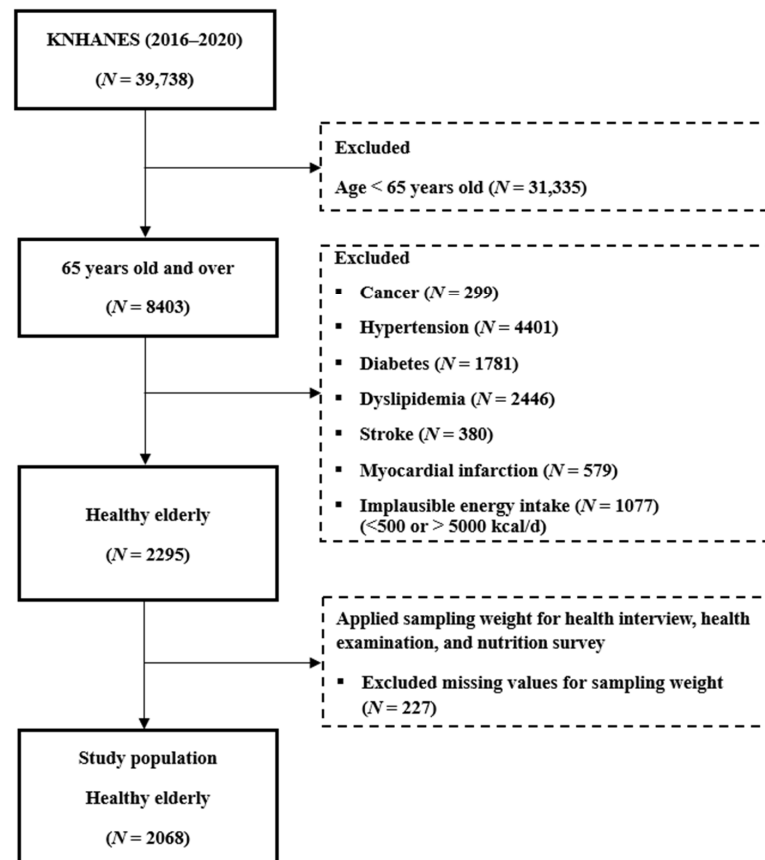 KNHANES (2016–2020)
(N = 39,738)
Excluded
Age < 65 years old (N = 31,335)
65 years old and over
(N = 8403)
Excluded
▪ Cancer (N = 299)
▪ Hypertension (N = 4401)
▪ Diabetes (N = 1781)
▪ Dyslipidemia (N = 2446)
▪ Stroke (N = 380)
▪ Myocardial infarction (N = 579)
▪ Implausible energy intake (N = 1077)
(<500 or > 5000 kcal/d)
Healthy elderly
(N = 2295)
Applied sampling weight for health interview, health
examination, and nutrition survey
▪ Excluded missing values for sampling weight
(N = 227)
Study population
Healthy elderly
(N = 2068)